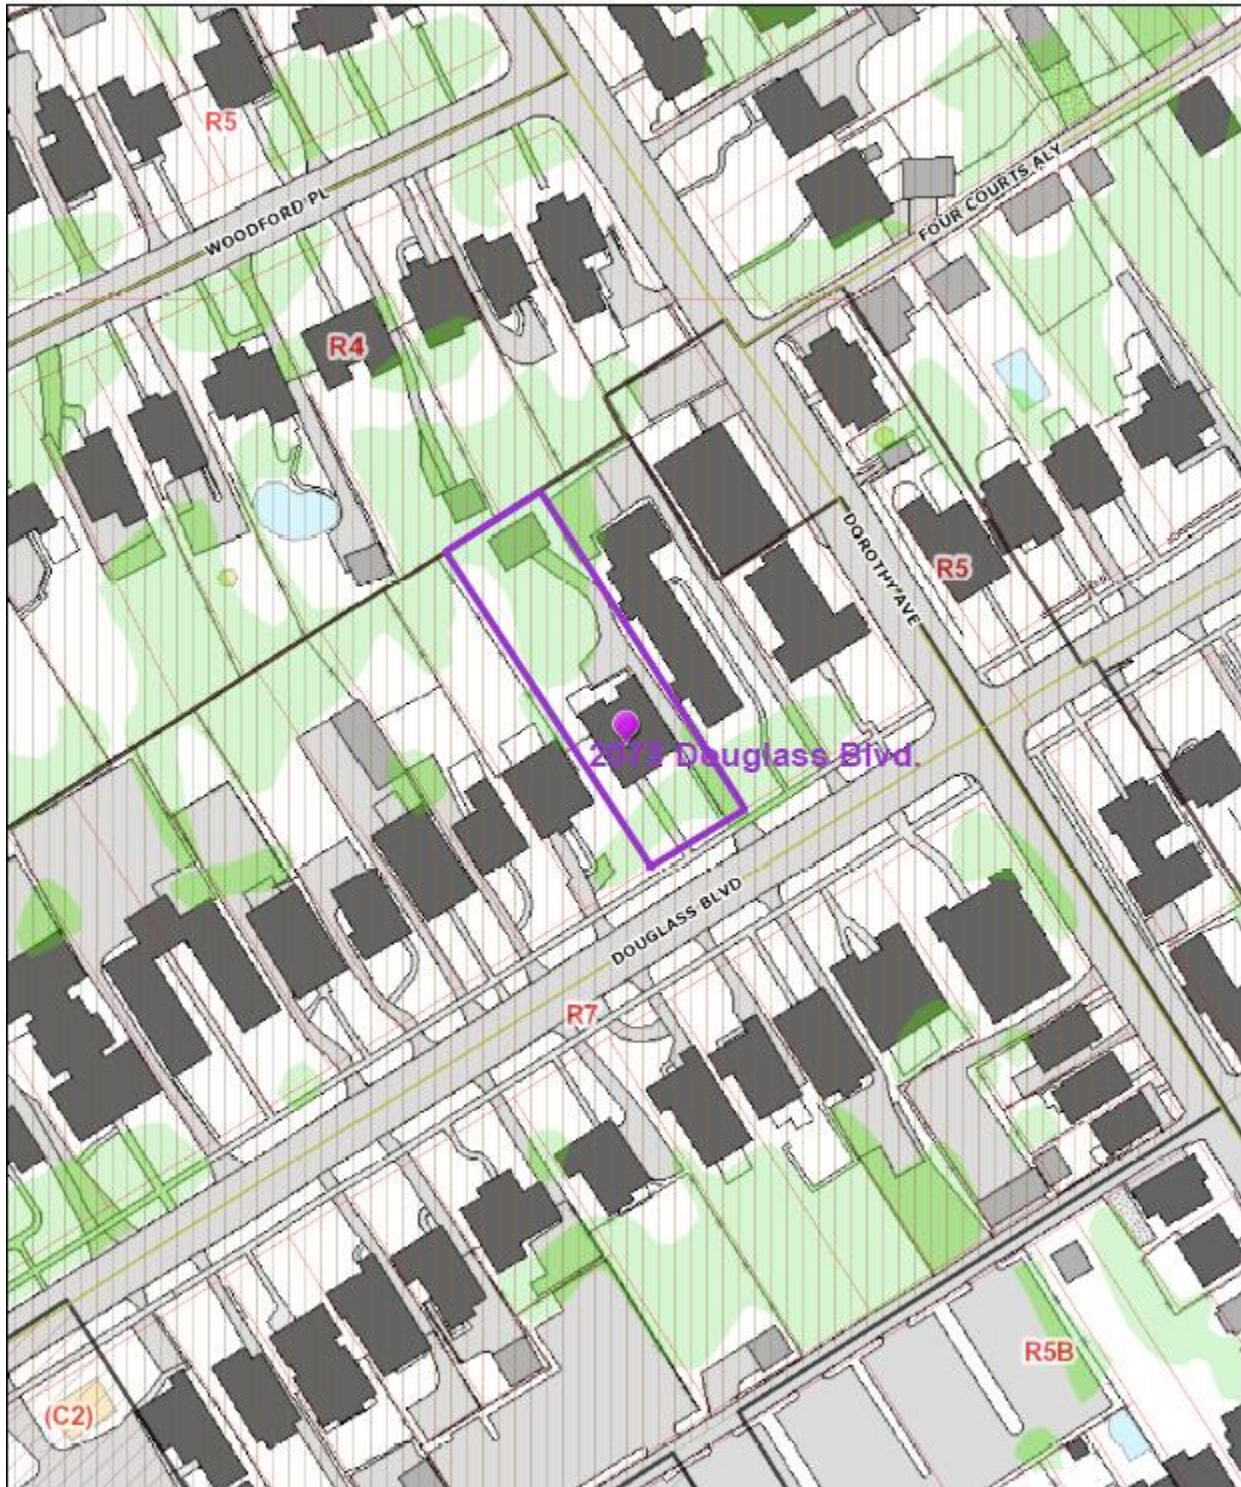 R5
WOODFORD PL
FOUR COURTS ALY
R4
DOROTHY AVE
R5
Douglass Blvd.
DOUGLASS BLVD
R7
R5B
(C2)